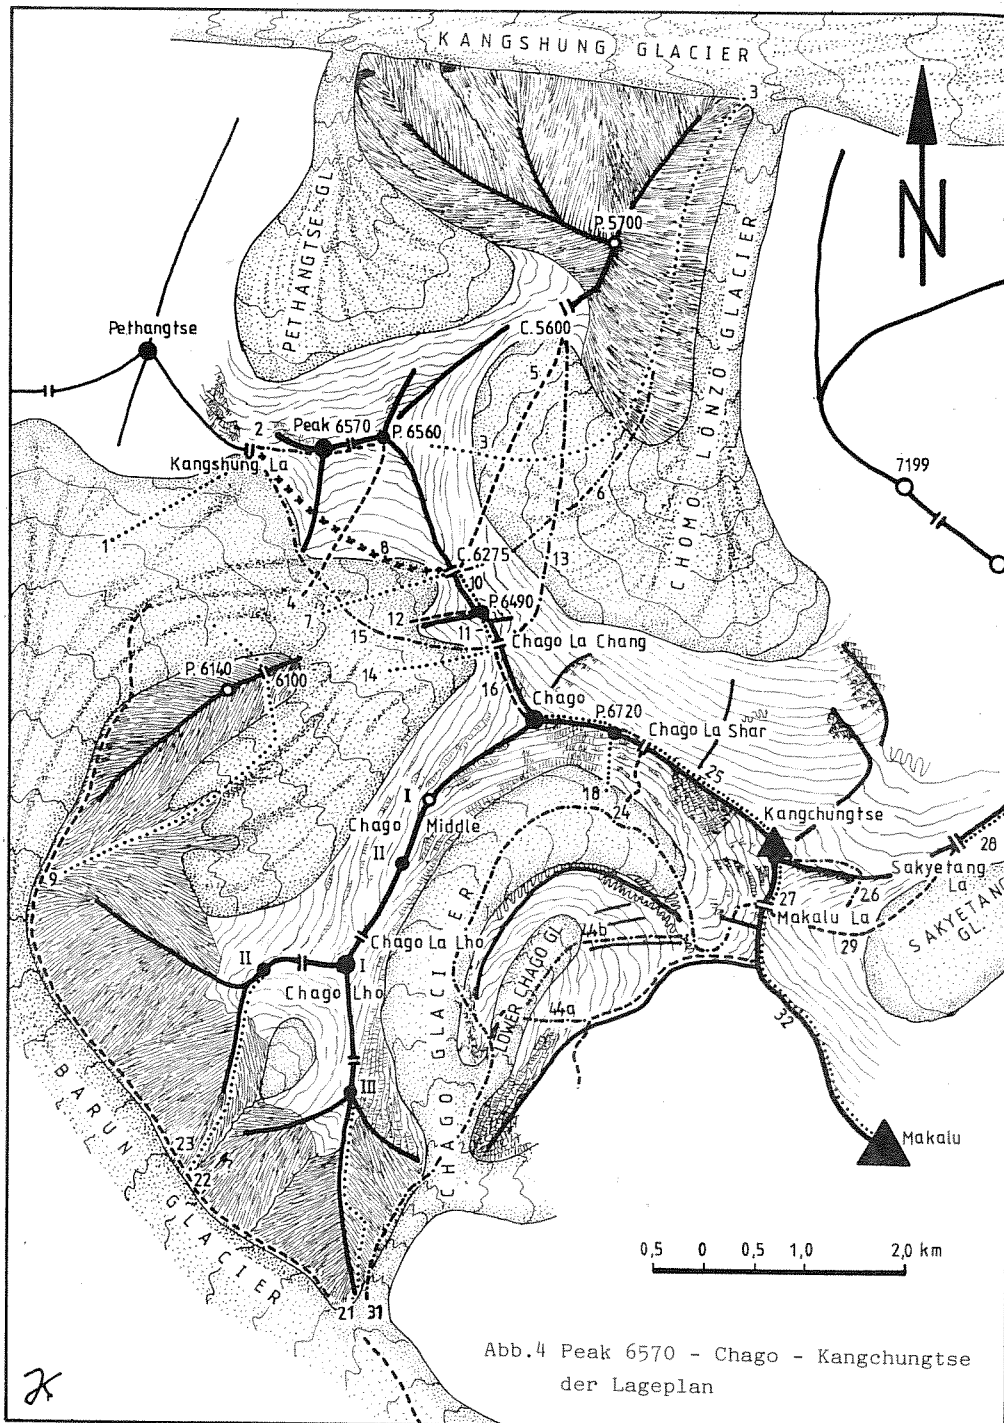 KANGSHUNG GLACIER
3
PETHANGTSE GL.
P.5700
N
CHOMO LÖNZO GLACIER
C.5600
Pethangtse
5
2
Peak 6570
P.6560
3
Kangshung La
7199
6
1
8
C.6275
13
10
4
P.6490
7
12
15
11
Chago La Chang
14
P.6140
6100
16
Chago
P.6720
Chago La Shar
25
I
18
24
Chago Middle
Kangchungtse
II
28
9
Sakyetang La
26
27
Makalu La
29
SAKYETANG GL.
44b
Chago La Lho
II
I
Chago Lho
LOWER CHAGO GL.
44a
32
CHAGO GLACIER
III
BARUN GLACIER
23
22
Makalu
21 31
0,5 0 0,5 1,0 2,0 km
Abb.4 Peak 6570 - Chago - Kangchungtse
der Lageplan